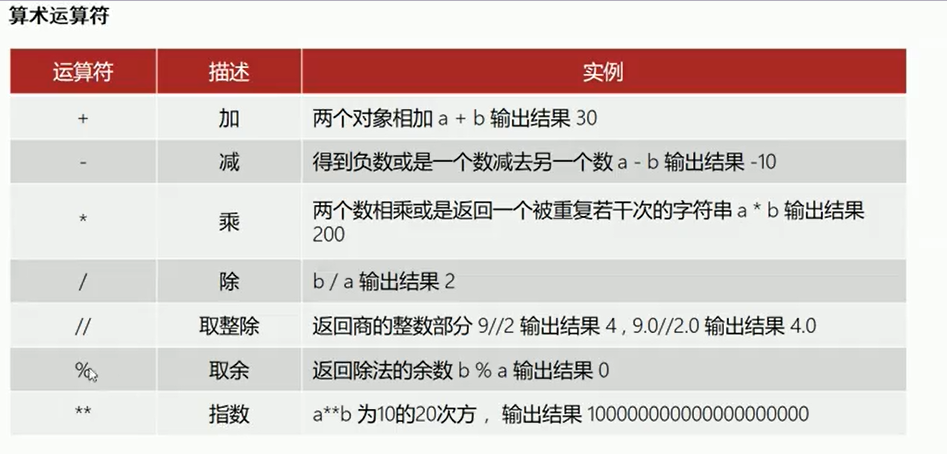 算术运算符
运算符 描述 实例
+ 加 两个对象相加 a + b 输出结果 30
- 减 得到负数或是一个数减去另一个数 a - b 输出结果 -10
* 乘 两个数相乘或是返回一个被重复若干次的字符串 a * b 输出结果
200
/ 除 b / a 输出结果 2
// 取整除 返回商的整数部分 9//2 输出结果 4 , 9.0//2.0 输出结果 4.0
% 取余 返回除法的余数 b % a 输出结果 0
** 指数 a**b 为10的20次方 ，输出结果 100000000000000000000